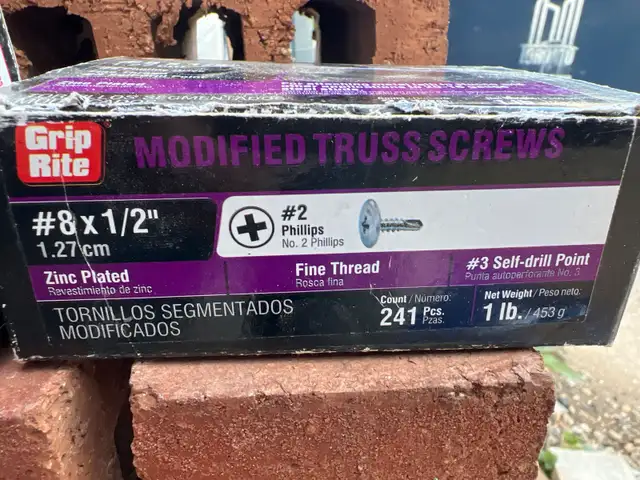 Grip
Rite
MODIFIED TRUSS SCREWS
#8 x 1/2"
1.27 cm
#2
Phillips
No. 2 Phillips
Zinc Plated
Revestimiento de zinc
Fine Thread
Rosca fina
#3 Self-drill Point
Punta autoperforante No. 3
TORNILLOS SEGMENTADOS
MODIFICADOS
Count / Número:
241 Pcs.
Pzas.
Net Weight / Peso neto:
1 lb. / 453 g